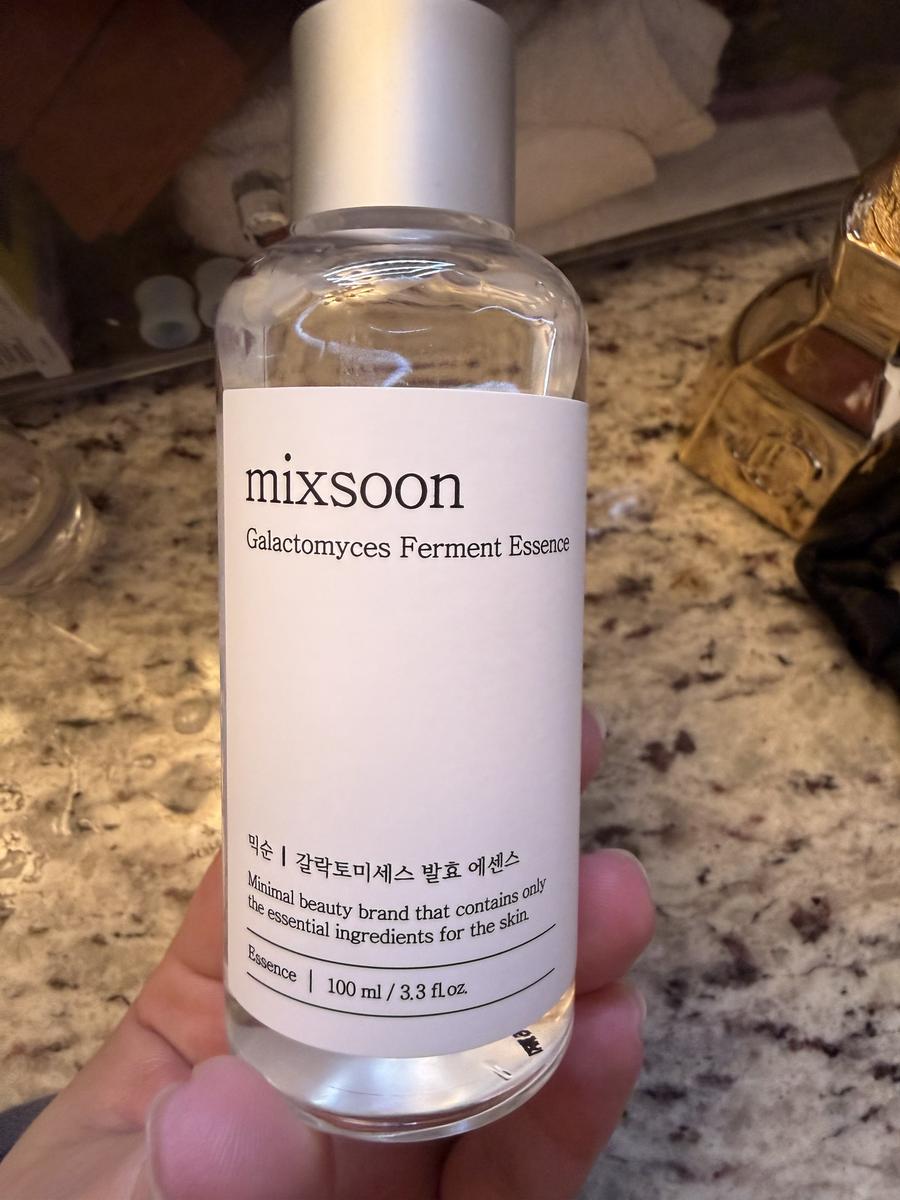 mixsoon
Galactomyces Ferment Essence
믹순 | 갈락토미세스 발효 에센스
Minimal beauty brand that contains only
the essential ingredients for the skin.
Essence | 100 ml / 3.3 fl.oz.